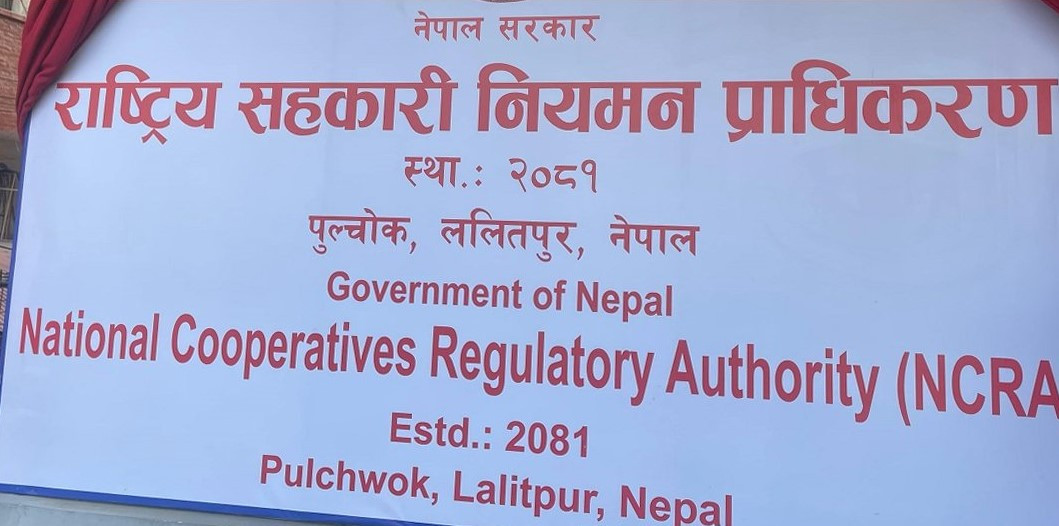 नेपाल सरकार
राष्ट्रिय सहकारी नियमन प्राधिकरण
स्था.: २०८१
पुल्चोक, ललितपुर, नेपाल
Government of Nepal
National Cooperatives Regulatory Authority (NCRA
Estd.: 2081
Pulchwok, Lalitpur, Nepal